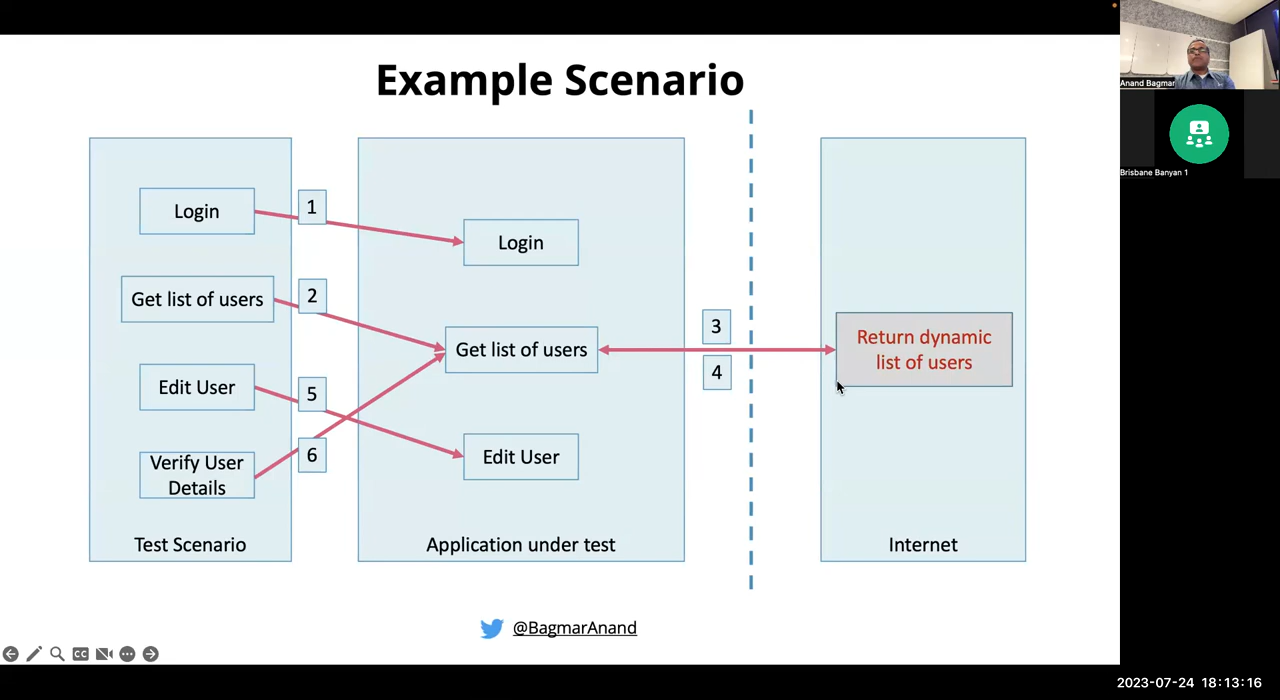 Example Scenario
Login
1
Login
Get list of users
2
Get list of users
3
4
Return dynamic
list of users
Edit User
5
Edit User
Verify User
Details
6
Test Scenario
Application under test
Internet
@BagmarAnand
CC
Anand Bagmar
Brisbane Banyan 1
2023-07-24 18:13:16